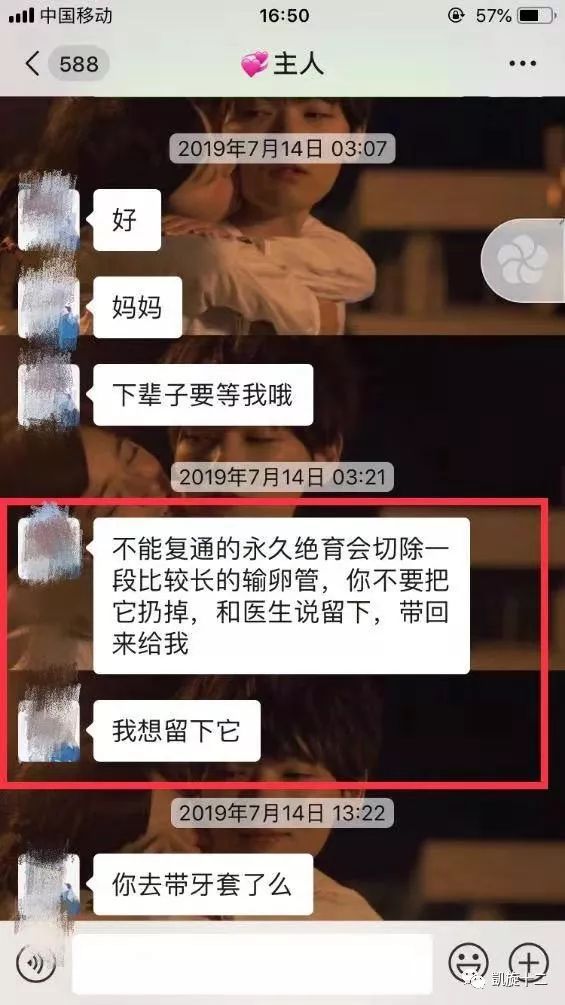 中国移动 16:50 57%
588 💞主人
2019年7月14日 03:07
好
妈妈
下辈子要等我哦
2019年7月14日 03:21
不能复通的永久绝育会切除一
段比较长的输卵管，你不要把
它扔掉，和医生说留下，带回
来给我
我想留下它
2019年7月14日 13:22
你去带牙套了么
凯旋十二